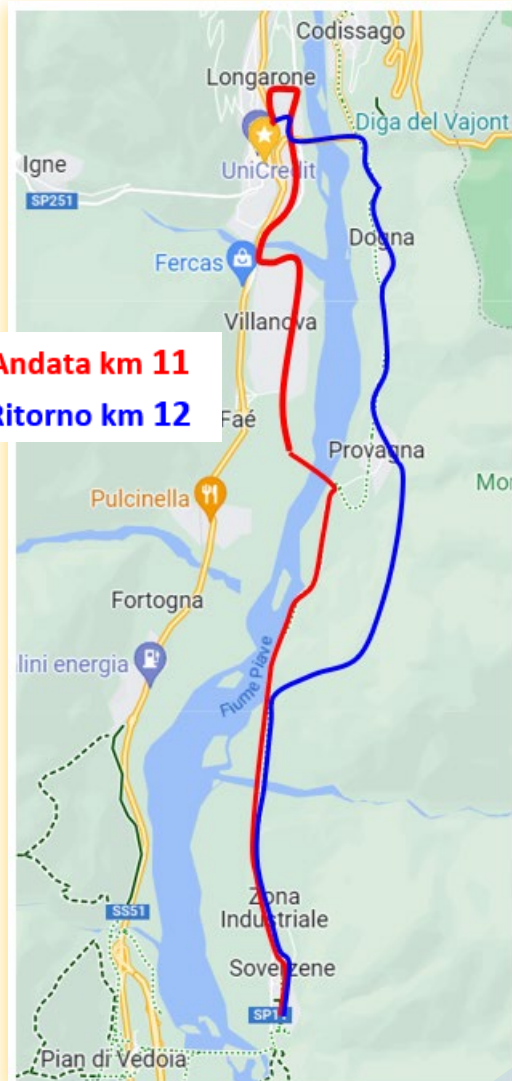 Codissago
Longarone
Diga del Vajont
Igne
UniCredit
SP251
Dogna
Fercas
Villanova
Andata km 11
Ritorno km 12
Faé
Provagna
Pulcinella
Mo
Fortogna
lini energia
Fiume Piave
Zona
Industriale
SS51
Soverzene
Pian di Vedoia